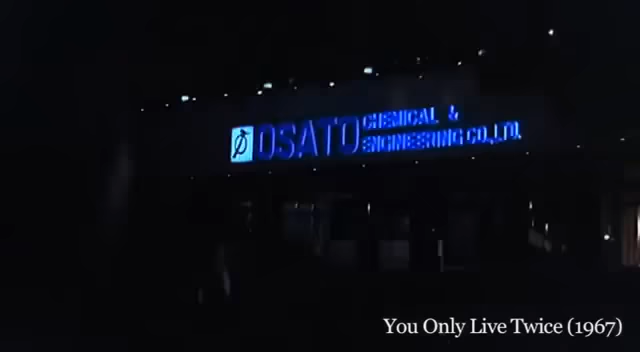 OSATO CHEMICAL &
ENGINEERING CO.,LTD.
You Only Live Twice (1967)